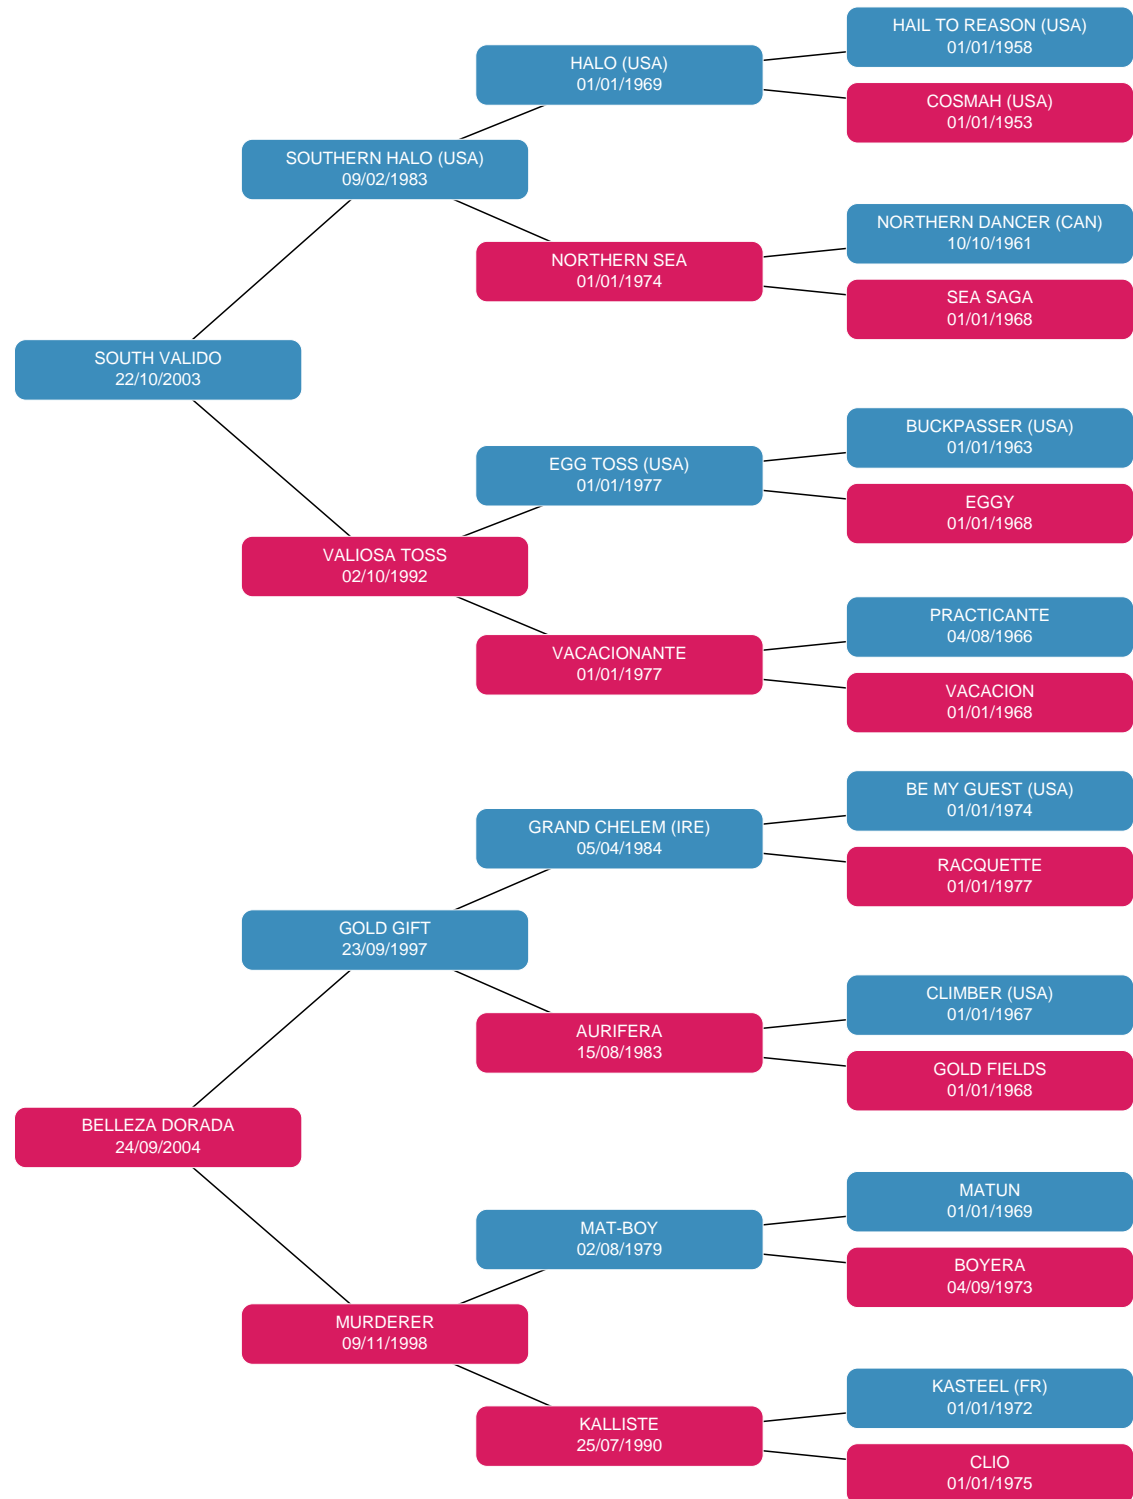 HAIL TO REASON (USA)
01/01/1958
HALO (USA)
01/01/1969
COSMAH (USA)
01/01/1953
SOUTHERN HALO (USA)
09/02/1983
NORTHERN DANCER (CAN)
10/10/1961
NORTHERN SEA
01/01/1974
SEA SAGA
01/01/1968
SOUTH VALIDO
22/10/2003
BUCKPASSER (USA)
01/01/1963
EGG TOSS (USA)
01/01/1977
EGGY
01/01/1968
VALIOSA TOSS
02/10/1992
PRACTICANTE
04/08/1966
VACACIONANTE
01/01/1977
VACACION
01/01/1968
BE MY GUEST (USA)
01/01/1974
GRAND CHELEM (IRE)
05/04/1984
RACQUETTE
01/01/1977
GOLD GIFT
23/09/1997
CLIMBER (USA)
01/01/1967
AURIFERA
15/08/1983
GOLD FIELDS
01/01/1968
BELLEZA DORADA
24/09/2004
MATUN
01/01/1969
MAT-BOY
02/08/1979
BOYERA
04/09/1973
MURDERER
09/11/1998
KASTEEL (FR)
01/01/1972
KALLISTE
25/07/1990
CLIO
01/01/1975